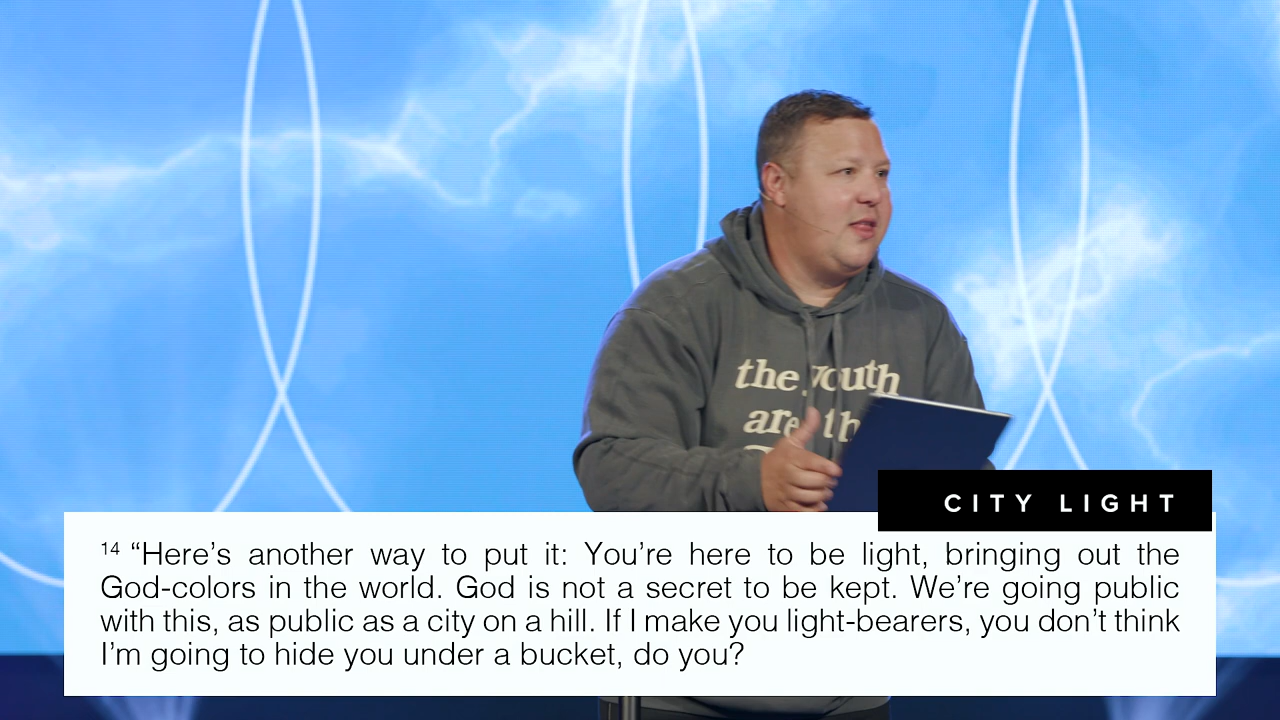 the youth
are th
CITY LIGHT
14 “Here’s another way to put it: You’re here to be light, bringing out the
God-colors in the world. God is not a secret to be kept. We’re going public
with this, as public as a city on a hill. If I make you light-bearers, you don’t think
I’m going to hide you under a bucket, do you?